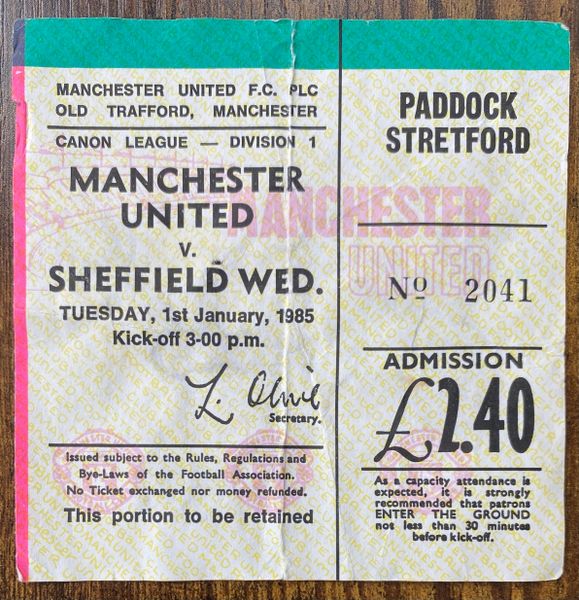 MANCHESTER UNITED F.C. PLC
OLD TRAFFORD, MANCHESTER
CANON LEAGUE — DIVISION 1
MANCHESTER
UNITED
v.
SHEFFIELD WED.
TUESDAY, 1st January, 1985
Kick-off 3-00 p.m.
L. Olive
Secretary.
Issued subject to the Rules, Regulations and
Bye-Laws of the Football Association.
No Ticket exchanged nor money refunded.
This portion to be retained
PADDOCK
STRETFORD
MANCHESTER
UNITED
Nº 2041
ADMISSION
£2.40
As a capacity attendance is
expected, it is strongly
recommended that patrons
ENTER THE GROUND
not less than 30 minutes
before kick-off.